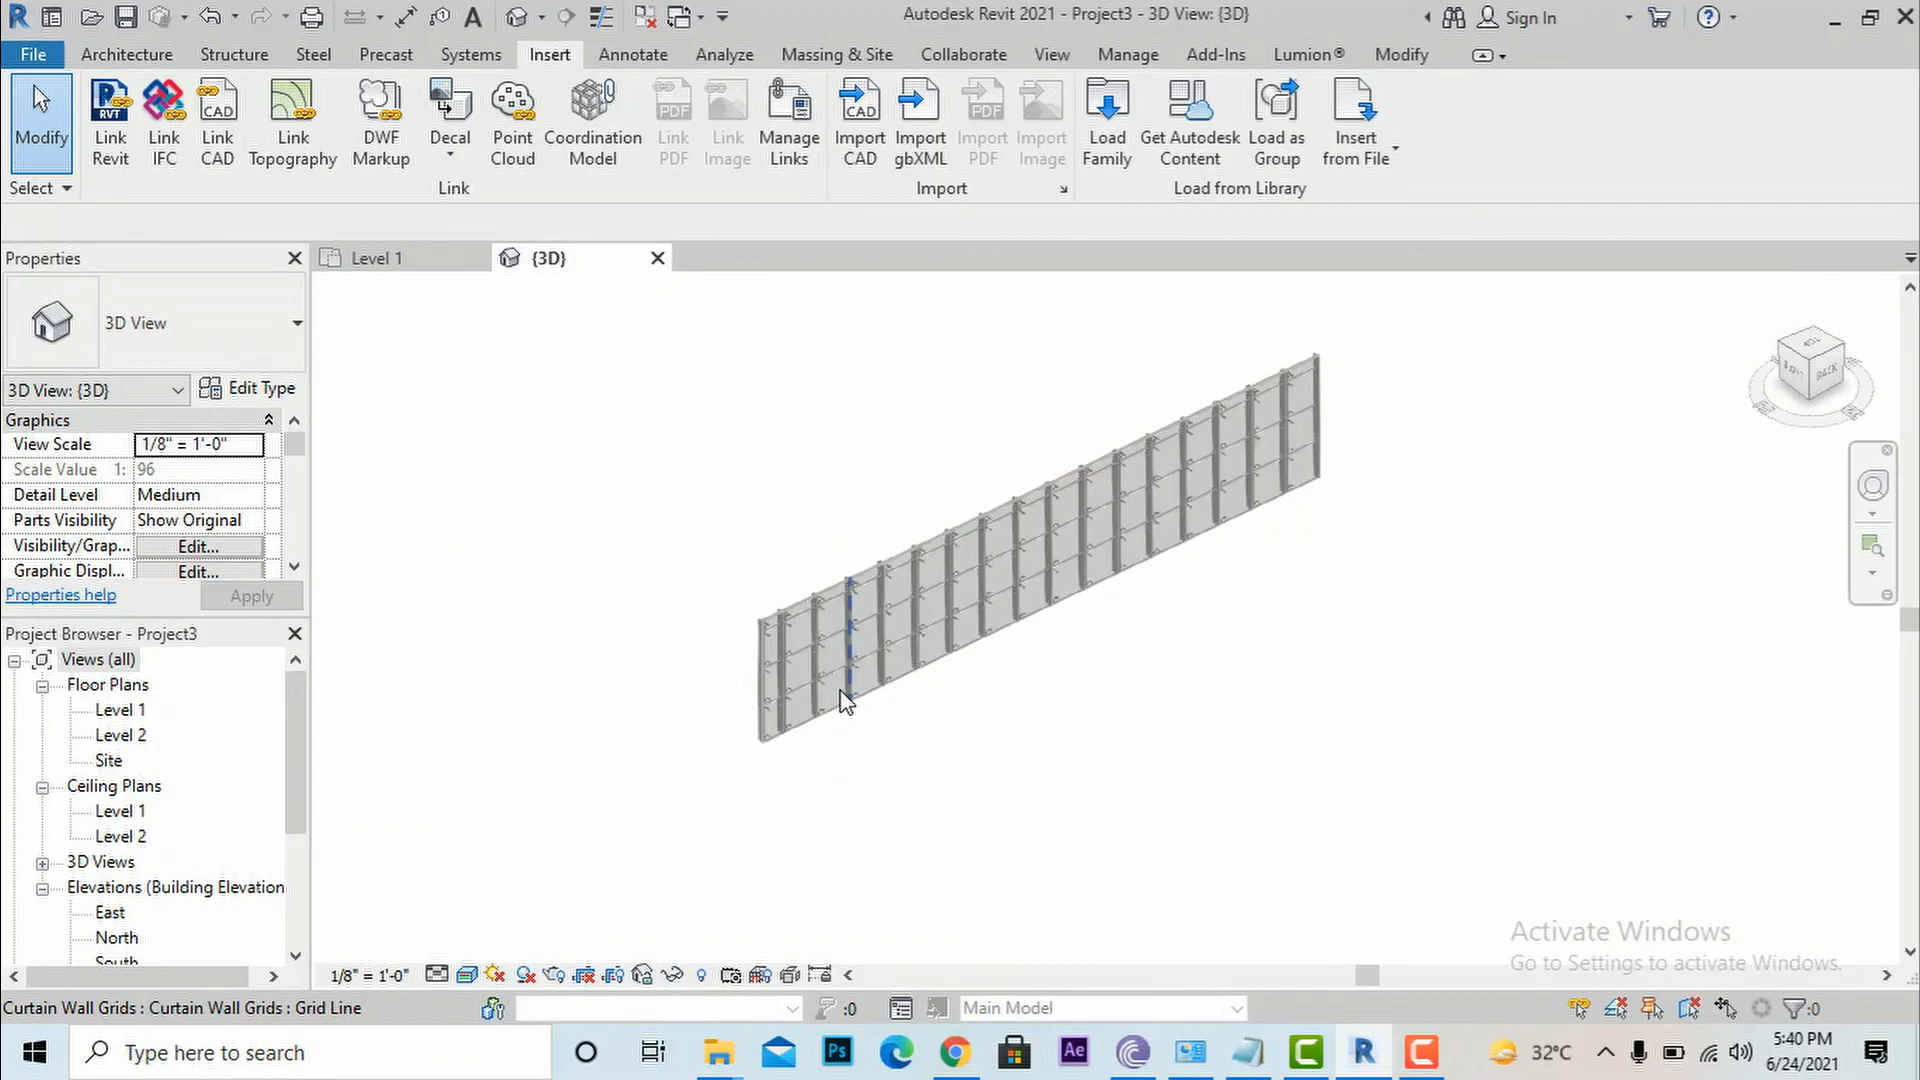 Autodesk Revit 2021 - Project3 - 3D View: {3D}
Sign In
File
Architecture
Structure
Steel
Precast
Systems
Insert
Annotate
Analyze
Massing & Site
Collaborate
View
Manage
Add-Ins
Lumion®
Modify
Modify
Link Revit
Link IFC
Link CAD
Link Topography
DWF Markup
Decal
Point Cloud
Coordination Model
Link PDF
Link Image
Manage Links
Import CAD
Import gbXML
Import PDF
Import Image
Load Family
Get Autodesk Content
Load as Group
Insert from File
Select
Link
Import
Load from Library
Properties
Level 1
{3D}
3D View
3D View: {3D}
Edit Type
Graphics
View Scale
1/8" = 1'-0"
Scale Value 1:
96
Detail Level
Medium
Parts Visibility
Show Original
Visibility/Grap...
Edit...
Graphic Displ...
Edit...
Properties help
Apply
Project Browser - Project3
Views (all)
Floor Plans
Level 1
Level 2
Site
Ceiling Plans
Level 1
Level 2
3D Views
Elevations (Building Elevation
East
North
South
BACK
Activate Windows
Go to Settings to activate Windows.
1/8" = 1'-0"
Curtain Wall Grids : Curtain Wall Grids : Grid Line
:0
Main Model
:0
Type here to search
Ps
Ae
32°C
5:40 PM
6/24/2021